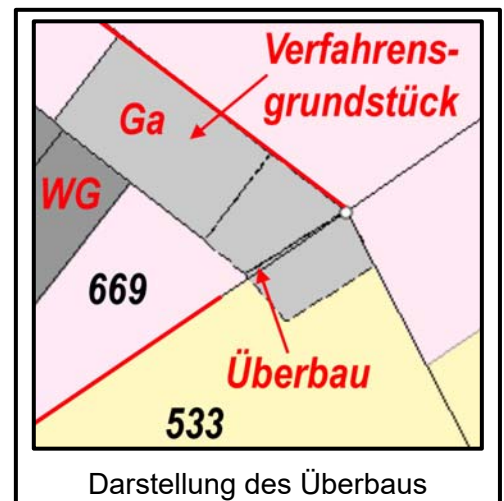 Verfahrens-
grundstück
Ga
WG
669
Überbau
533
Darstellung des Überbaus